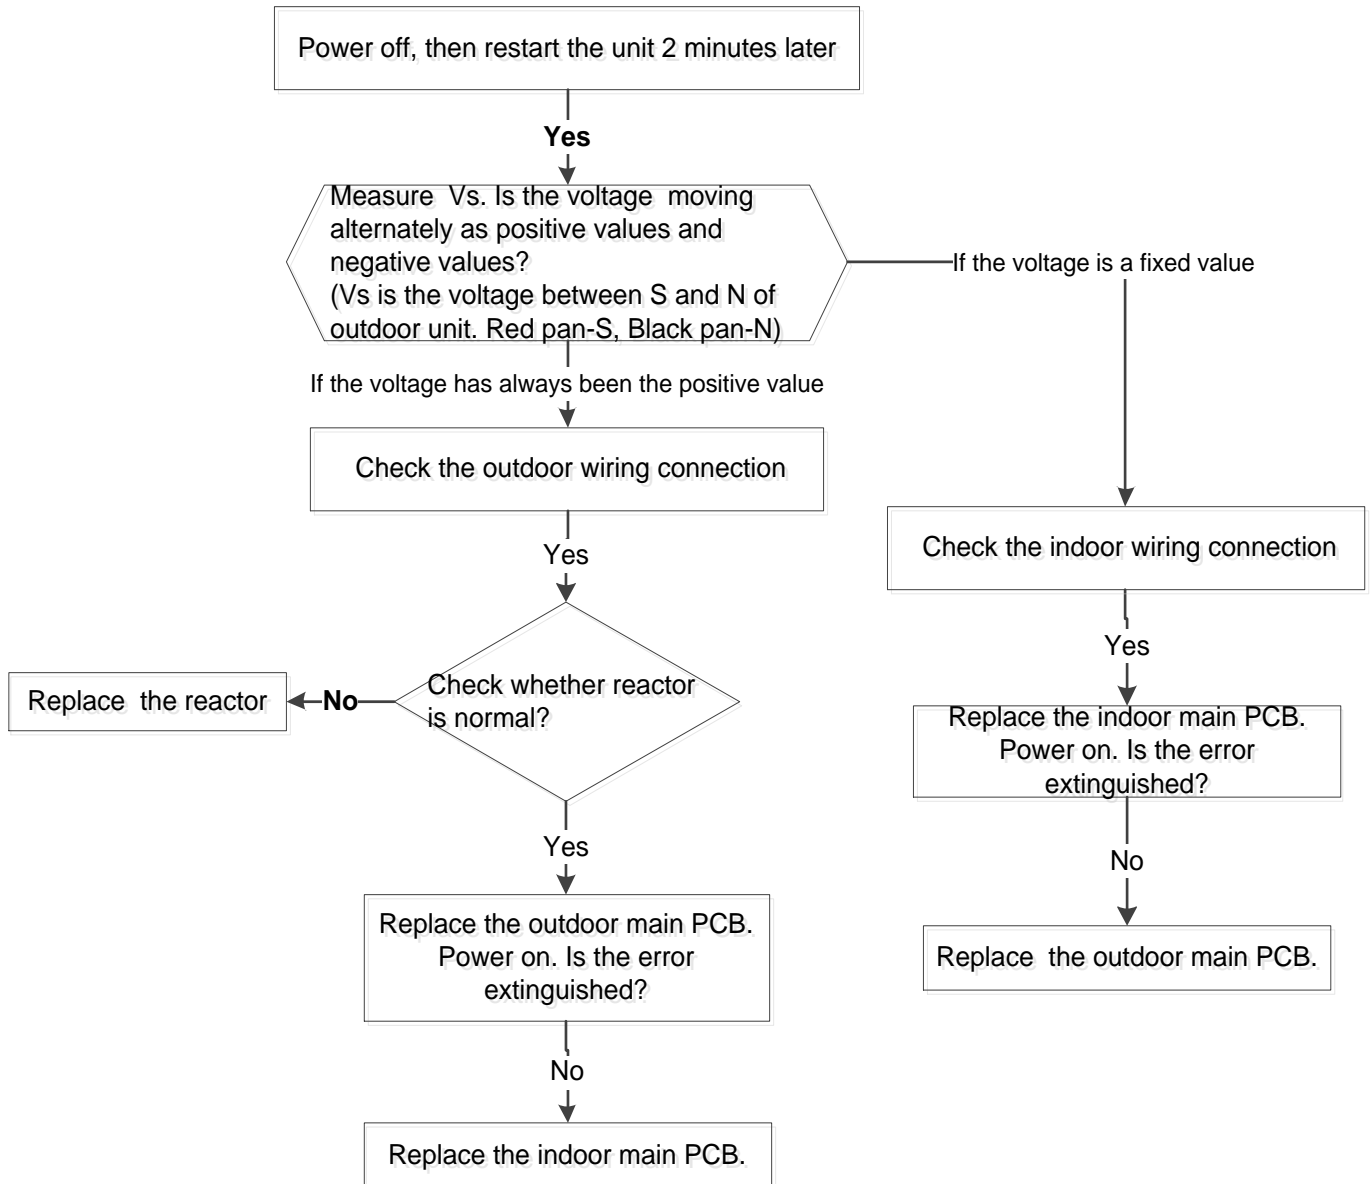 Power off, then restart the unit 2 minutes later
Yes
Measure Vs. Is the voltage moving
alternately as positive values and
negative values?
(Vs is the voltage between S and N of
outdoor unit. Red pan-S, Black pan-N)
If the voltage is a fixed value
If the voltage has always been the positive value
Check the outdoor wiring connection
Yes
Check the indoor wiring connection
Yes
Check whether reactor
is normal?
No
Replace the reactor
Replace the indoor main PCB.
Power on. Is the error
extinguished?
Yes
No
Replace the outdoor main PCB.
Power on. Is the error
extinguished?
Replace the outdoor main PCB.
No
Replace the indoor main PCB.